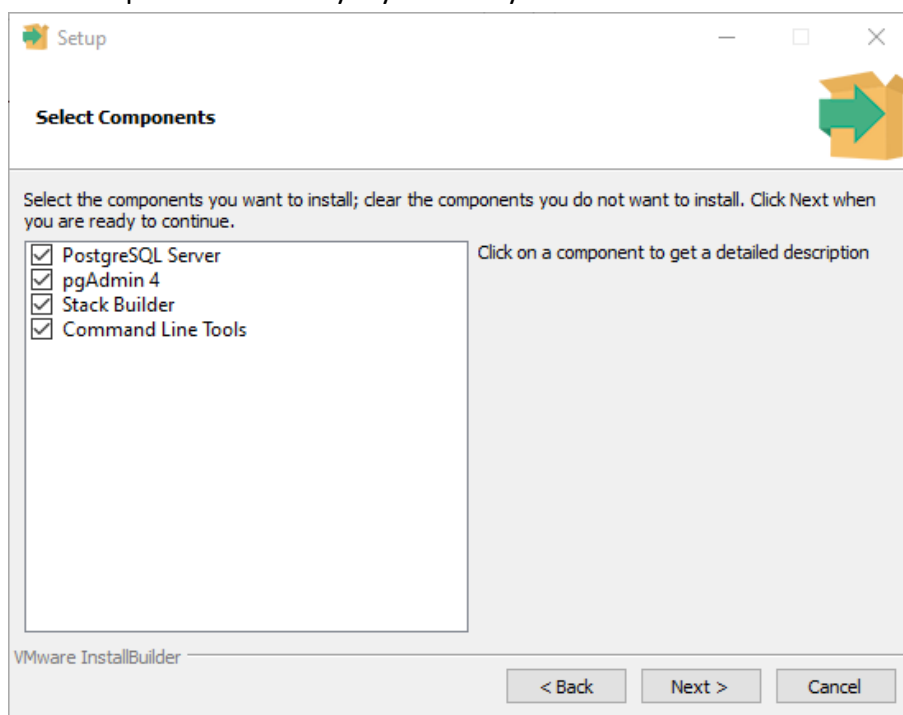 Setup
Select Components
Select the components you want to install; clear the components you do not want to install. Click Next when
you are ready to continue.
PostgreSQL Server
pgAdmin 4
Stack Builder
Command Line Tools
Click on a component to get a detailed description
VMware InstallBuilder
< Back
Next >
Cancel